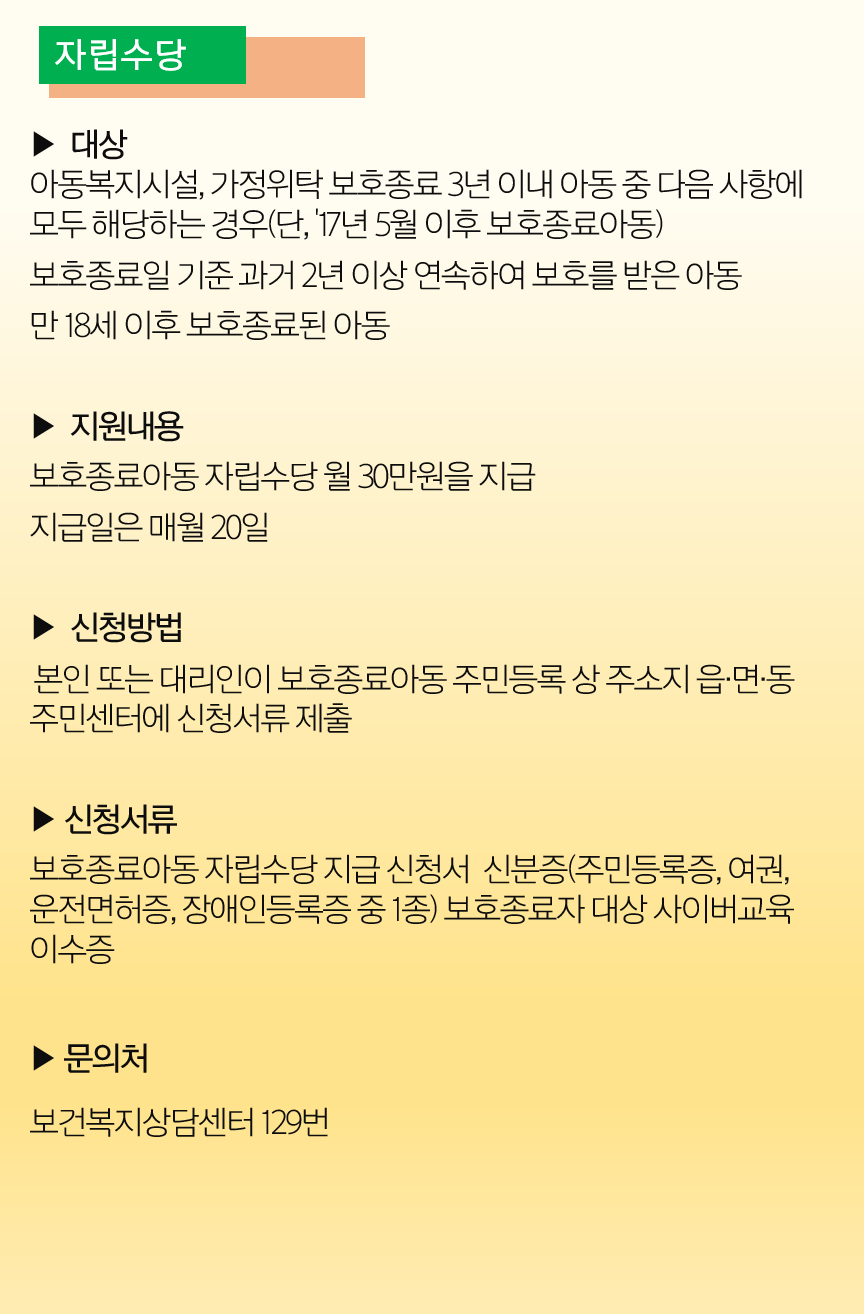 자립수당
▶ 대상
아동복지시설, 가정위탁 보호종료 3년 이내 아동 중 다음 사항에
모두 해당하는 경우(단, '17년 5월 이후 보호종료아동)
보호종료일 기준 과거 2년 이상 연속하여 보호를 받은 아동
만 18세 이후 보호종료된 아동
▶ 지원내용
보호종료아동 자립수당 월 30만원을 지급
지급일은 매월 20일
▶ 신청방법
본인 또는 대리인이 보호종료아동 주민등록 상 주소지 읍·면·동
주민센터에 신청서류 제출
▶ 신청서류
보호종료아동 자립수당 지급 신청서 신분증(주민등록증, 여권,
운전면허증, 장애인등록증 중 1종) 보호종료자 대상 사이버교육
이수증
▶ 문의처
보건복지상담센터 129번